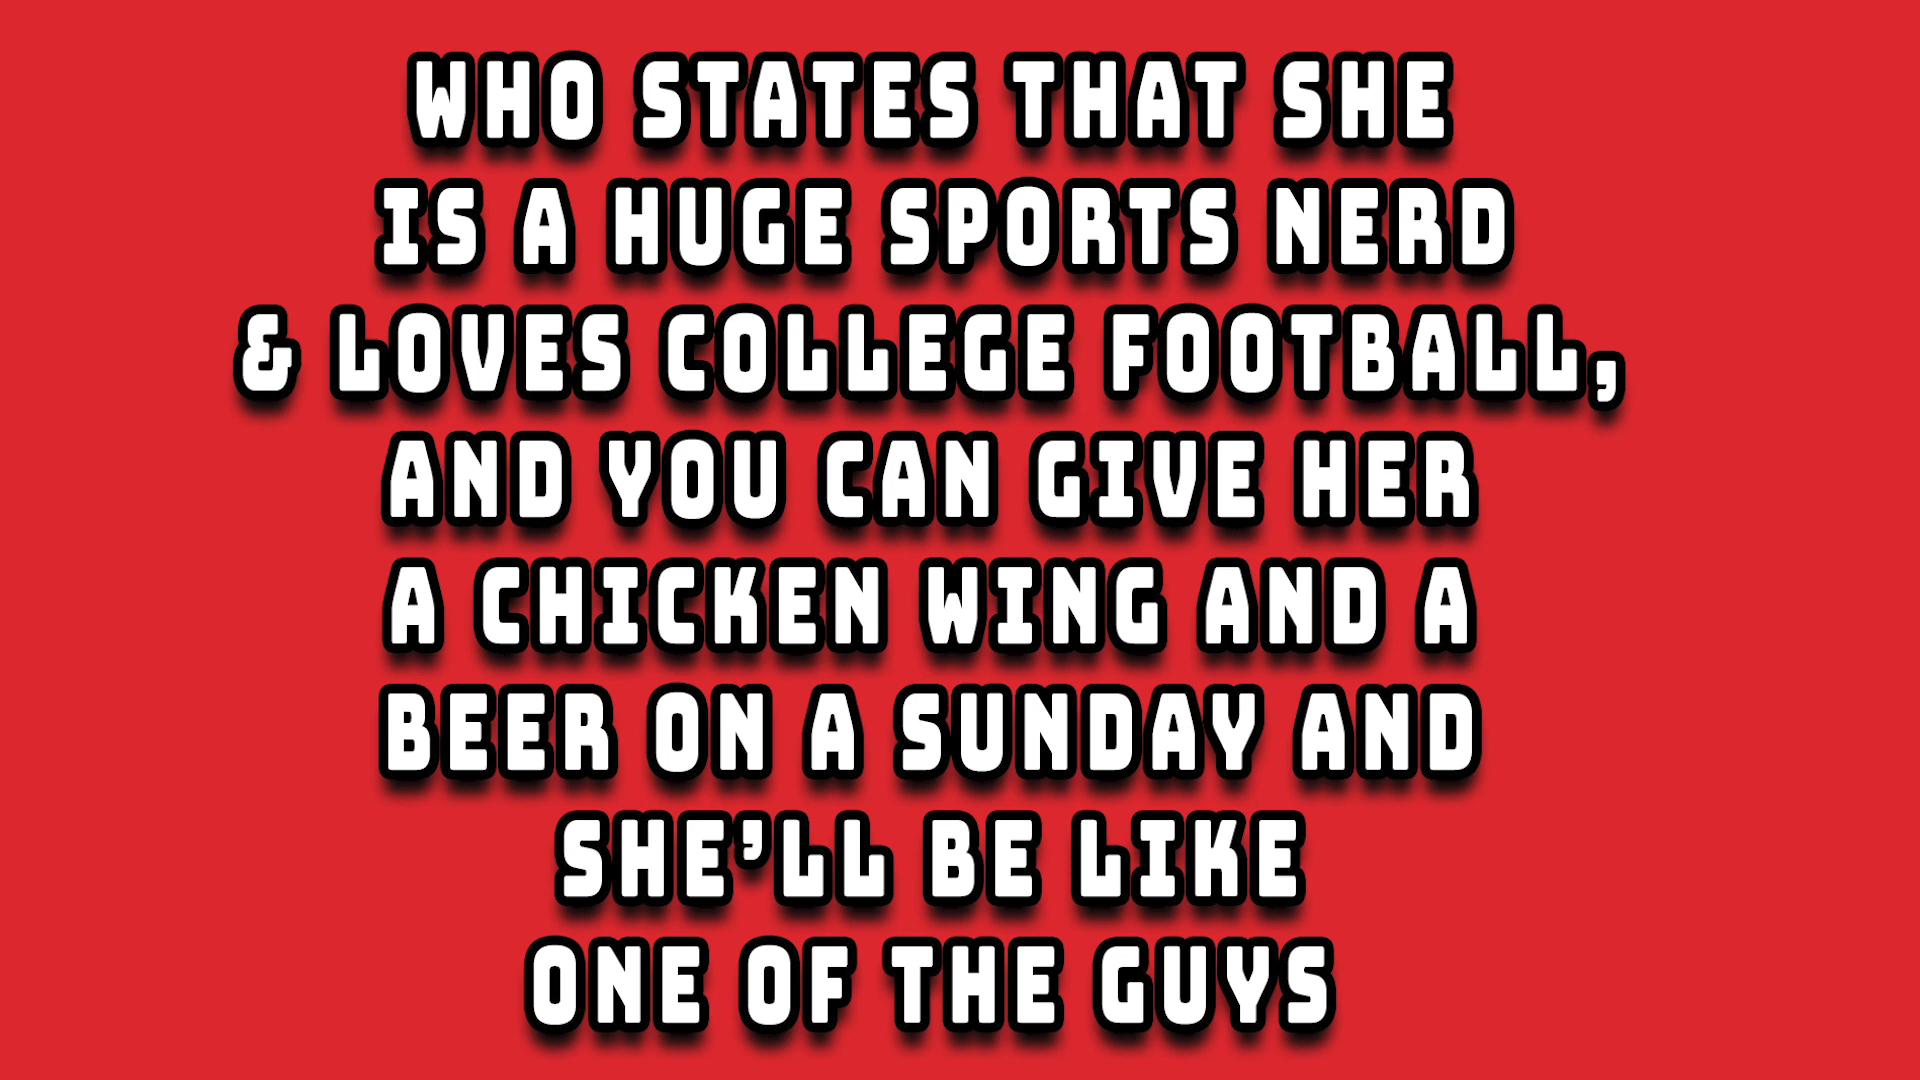 WHO STATES THAT SHE
IS A HUGE SPORTS NERD
& LOVES COLLEGE FOOTBALL,
AND YOU CAN GIVE HER
A CHICKEN WING AND A
BEER ON A SUNDAY AND
SHE’LL BE LIKE
ONE OF THE GUYS